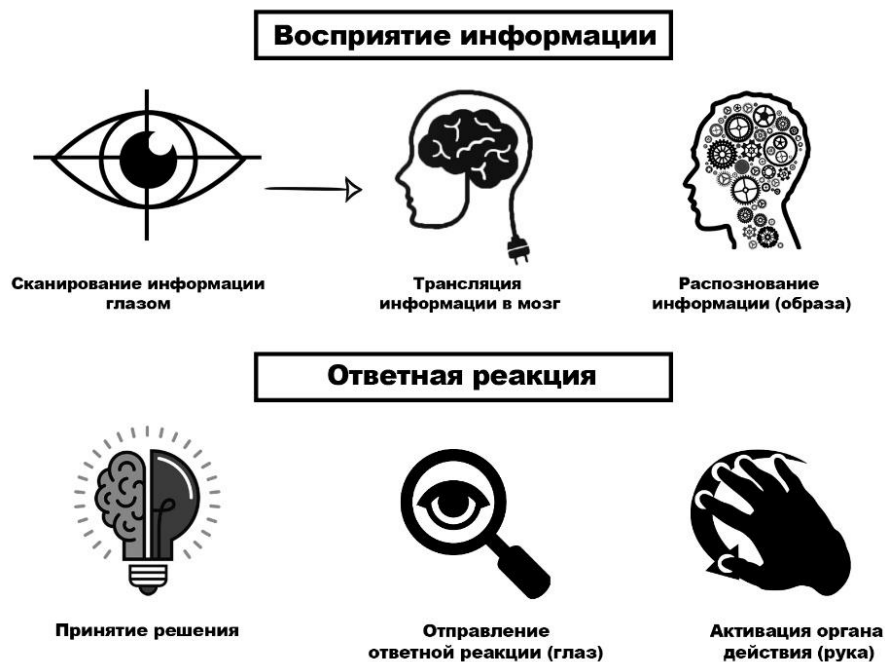 Восприятие информации
Сканирование информации
глазом
Трансляция
информации в мозг
Распознование
информации (образа)
Ответная реакция
Принятие решения
Отправление
ответной реакции (глаз)
Активация органа
действия (рука)